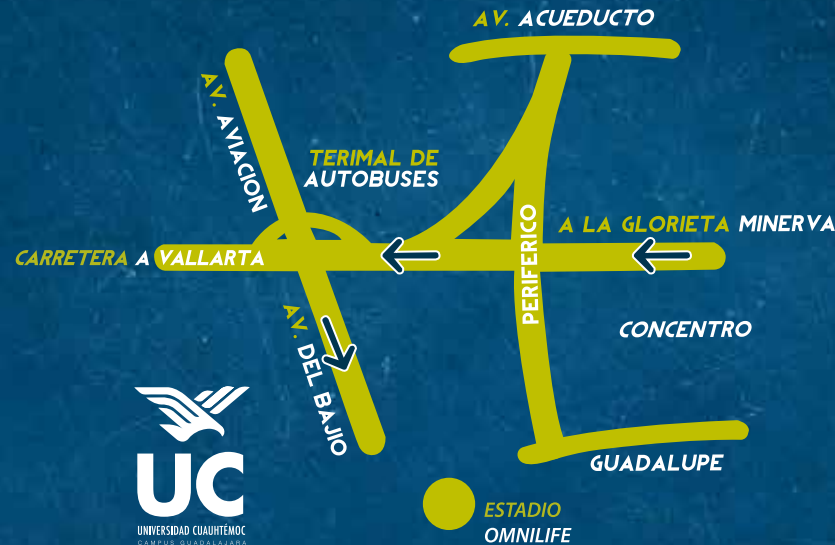 AV. ACUEDUCTO
AV. AVIACION
TERIMAL DE
AUTOBUSES
A LA GLORIETA MINERVA
CARRETERA A VALLARTA
PERIFERICO
CONCENTRO
AV. DEL BAJIO
GUADALUPE
UC
UNIVERSIDAD CUAUHTÉMOC
CAMPUS GUADALAJARA
ESTADIO
OMNILIFE